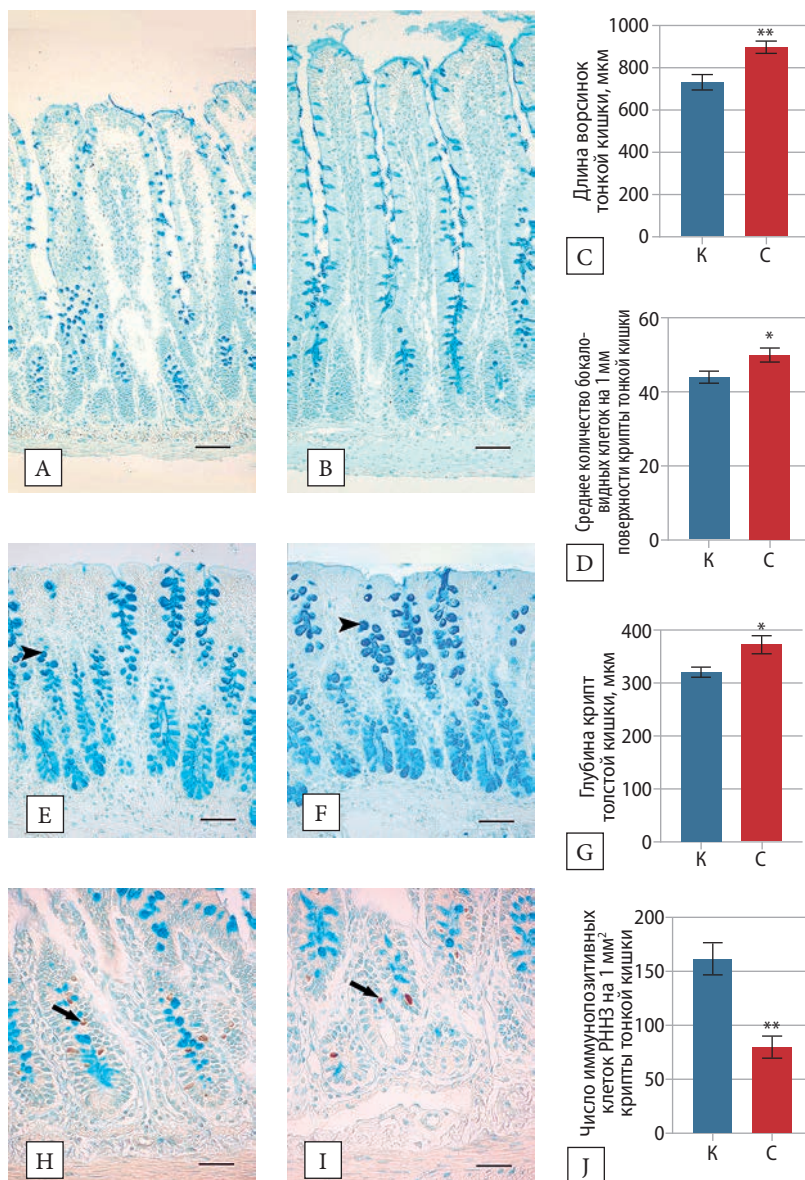 A
B
1000
800
600
400
200
0
**
К
С
Длина ворсинок
тонкой кишки, мкм
C
60
40
20
0
*
К
С
Среднее количество бокало-
видных клеток на 1 мм
поверхности крипты тонкой кишки
D
E
F
400
300
200
100
0
*
К
С
Глубина крипт
толстой кишки, мкм
G
H
I
200
150
100
50
0
**
К
С
Число иммунопозитивных
клеток PHH3 на 1 мм²
крипты тонкой кишки
J